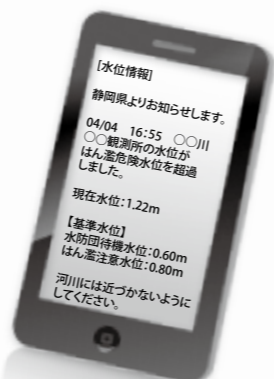 [水位情報]
静岡県よりお知らせします。
04/04 16:55 ○○川
○○観測所の水位が
はん濫危険水位を超過
しました。
現在水位:1.22m
【基準水位】
水防団待機水位:0.60m
はん濫注意水位:0.80m
河川には近づかないように
してください。